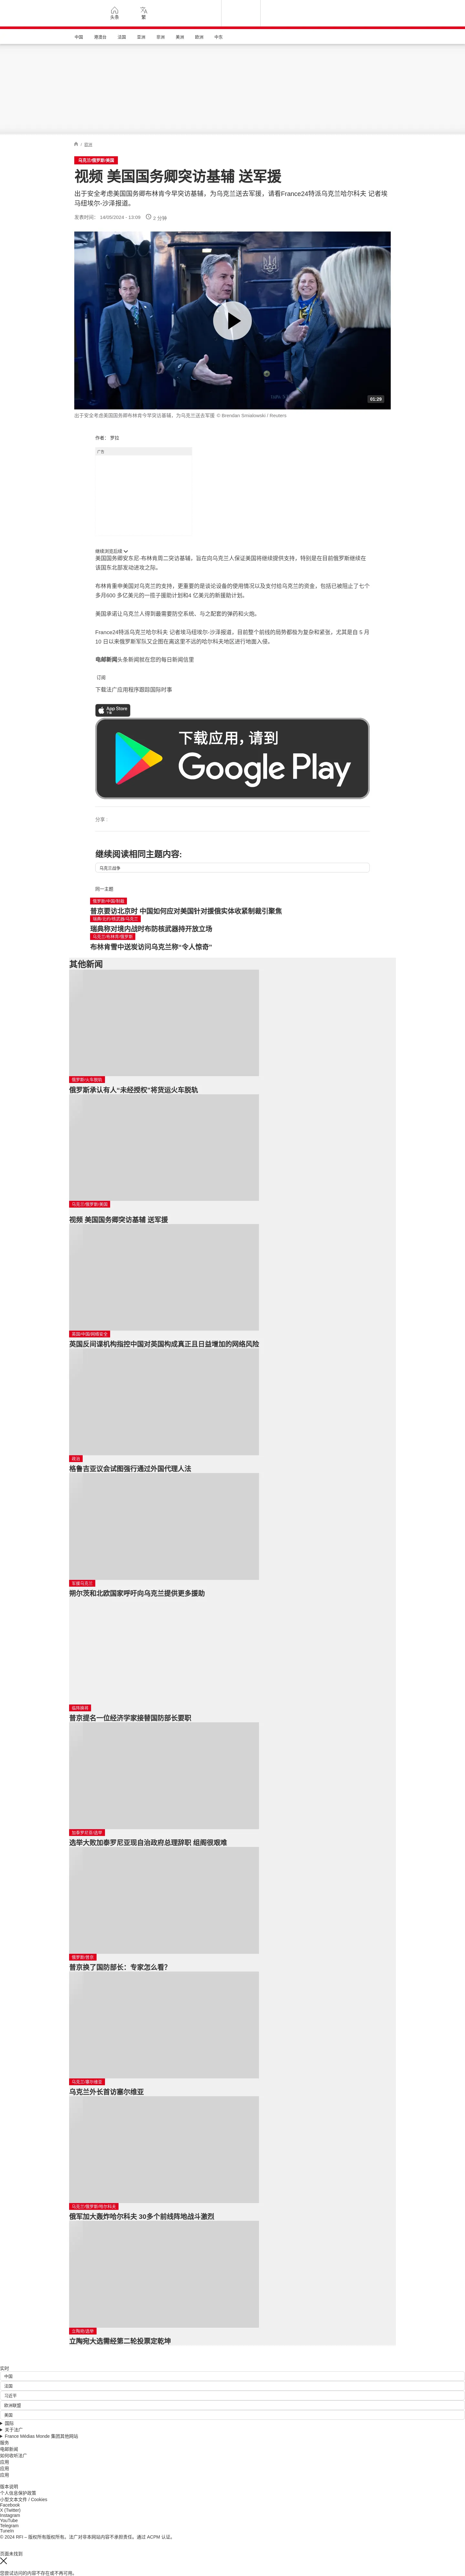 头条
繁
中国
港澳台
法国
亚洲
非洲
美洲
欧洲
中东
/ 欧洲
乌克兰/俄罗斯/美国
视频 美国国务卿突访基辅 送军援
出于安全考虑美国国务卿布林肯今早突访基辅，为乌克兰送去军援，请看France24特派乌克兰哈尔科夫 记者埃马纽埃尔-沙泽报道。
发表时间： 14/05/2024 - 13:09 2 分钟
01:29
出于安全考虑美国国务卿布林肯今早突访基辅，为乌克兰送去军援 © Brendan Smialowski / Reuters
作者： 罗拉
广告
继续浏览后续
美国国务卿安东尼-布林肯周二突访基辅，旨在向乌克兰人保证美国将继续提供支持，特别是在目前俄罗斯继续在该国东北部发动进攻之际。
布林肯重申美国对乌克兰的支持，更重要的是谈论设备的使用情况以及支付给乌克兰的资金，包括已被阻止了七个多月600 多亿美元的一揽子援助计划和4 亿美元的新援助计划。
美国承诺让乌克兰人得到最需要防空系统、与之配套的弹药和火炮。
France24特派乌克兰哈尔科夫 记者埃马纽埃尔-沙泽报道，目前整个前线的局势都极为复杂和紧张，尤其是自 5 月 10 日以来俄罗斯军队又企图在离这里不远的哈尔科夫地区进行地面入侵。
电邮新闻头条新闻就在您的每日新闻信里
订阅
下载法广应用程序跟踪国际时事
App Store
下载
下载应用，请到
Google Play
分享 :
继续阅读相同主题内容:
乌克兰战争
同一主题
俄罗斯/中国/制裁
普京要访北京时 中国如何应对美国针对援俄实体收紧制裁引聚焦
瑞典/北约/核武器/乌克兰
瑞典称对境内战时布防核武器持开放立场
乌克兰/布林肯/俄罗斯
布林肯雪中送炭访问乌克兰称“令人惊奇”
其他新闻
俄罗斯/火车脱轨
俄罗斯承认有人“未经授权”将货运火车脱轨
乌克兰/俄罗斯/美国
视频 美国国务卿突访基辅 送军援
英国/中国/网络安全
英国反间谍机构指控中国对英国构成真正且日益增加的网络风险
政治
格鲁吉亚议会试图强行通过外国代理人法
支援乌克兰
朔尔茨和北欧国家呼吁向乌克兰提供更多援助
追风换将
普京提名一位经济学家接替国防部长要职
加泰罗尼亚/选举
选举大败加泰罗尼亚现自治政府总理辞职 组阁很艰难
俄罗斯/普京
普京换了国防部长：专家怎么看?
乌克兰/塞尔维亚
乌克兰外长首访塞尔维亚
乌克兰/俄罗斯/哈尔科夫
俄军加大轰炸哈尔科夫 30多个前线阵地战斗激烈
立陶宛/选举
立陶宛大选需经第二轮投票定乾坤
实时
中国
法国
习近平
欧洲联盟
美国
国际
关于法广
France Médias Monde 集团其他网站
服务
电邮新闻
如何收听法广
应用
应用
应用
版本说明
个人信息保护政策
小型文本文件 / Cookies
Facebook
X (Twitter)
Instagram
YouTube
Telegram
TuneIn
© 2024 RFI – 版权所有版权所有。法广对非本网站内容不承担责任。通过 ACPM 认证。
页面未找到
您尝试访问的内容不存在或不再可用。